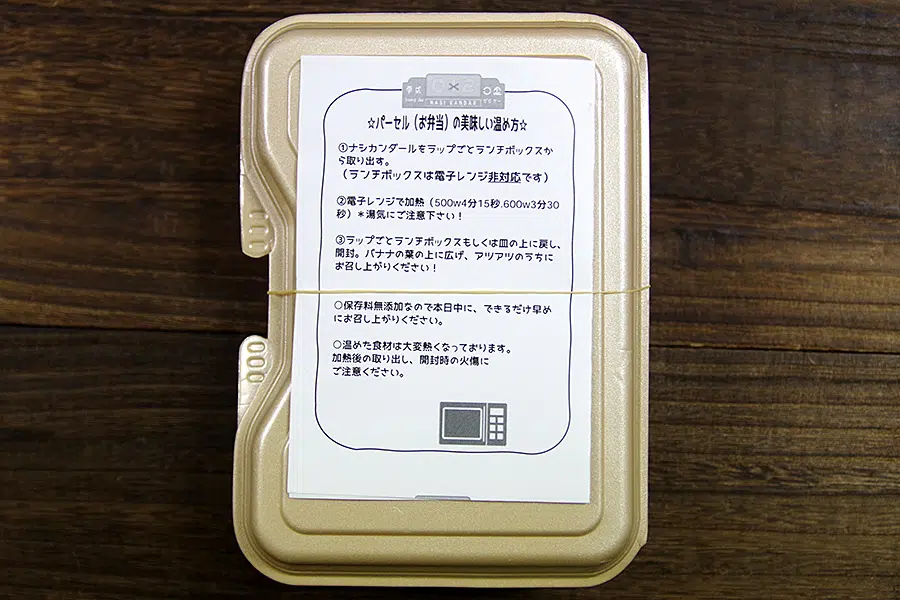 0×2
NASI KANDAR
☆パーセル（お弁当）の美味しい温め方☆
①ナシカンダールをラップごとランチボックスか
ら取り出す。
（ランチボックスは電子レンジ非対応です）
②電子レンジで加熱（500w4分15秒.600w3分30
秒）＊湯気にご注意下さい！
③ラップごとランチボックスもしくは皿の上に戻し、
開封。バナナの葉の上に広げ、アツアツのうちに
お召し上がりください！
○保存料無添加なので本日中に、できるだけ早め
にお召し上がりください。
○温めた食材は大変熱くなっております。
加熱後の取り出し、開封時の火傷に
ご注意ください。